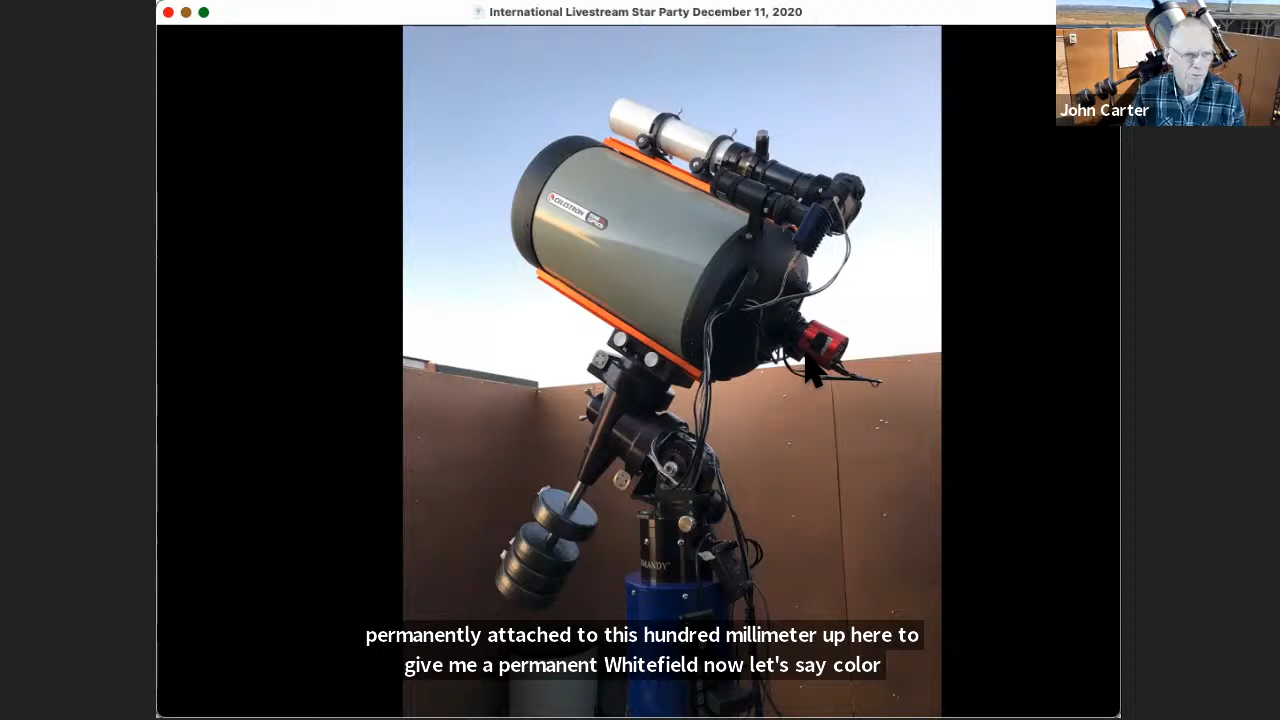 International Livestream Star Party December 11, 2020
John Carter
CELESTRON
permanently attached to this hundred millimeter up here to
give me a permanent Whitefield now let's say color